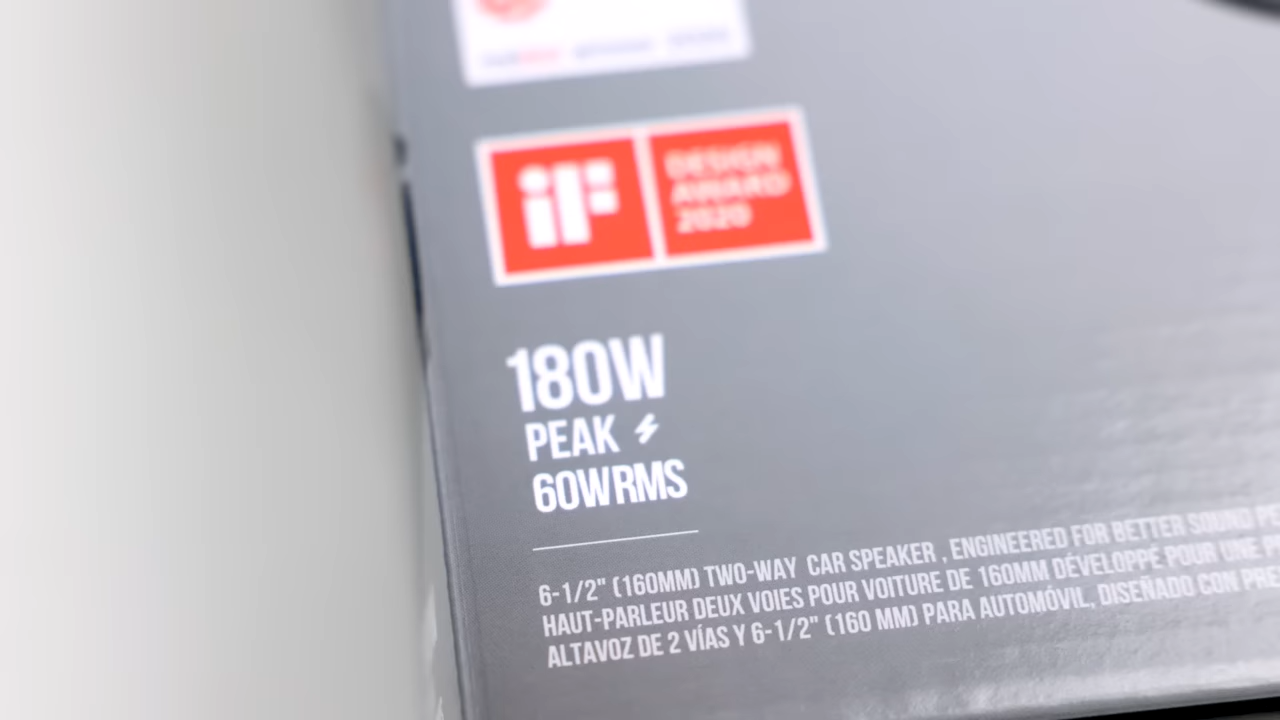 iF
DESIGN
AWARD
2020
180W
PEAK
60WRMS
6-1/2" (160MM) TWO-WAY CAR SPEAKER , ENGINEERED FOR BETTER SOUND
HAUT-PARLEUR DEUX VOIES POUR VOITURE DE 160MM DÉVELOPPÉ POUR UNE
ALTAVOZ DE 2 VÍAS Y 6-1/2" (160 MM) PARA AUTOMÓVIL, DISEÑADO CON